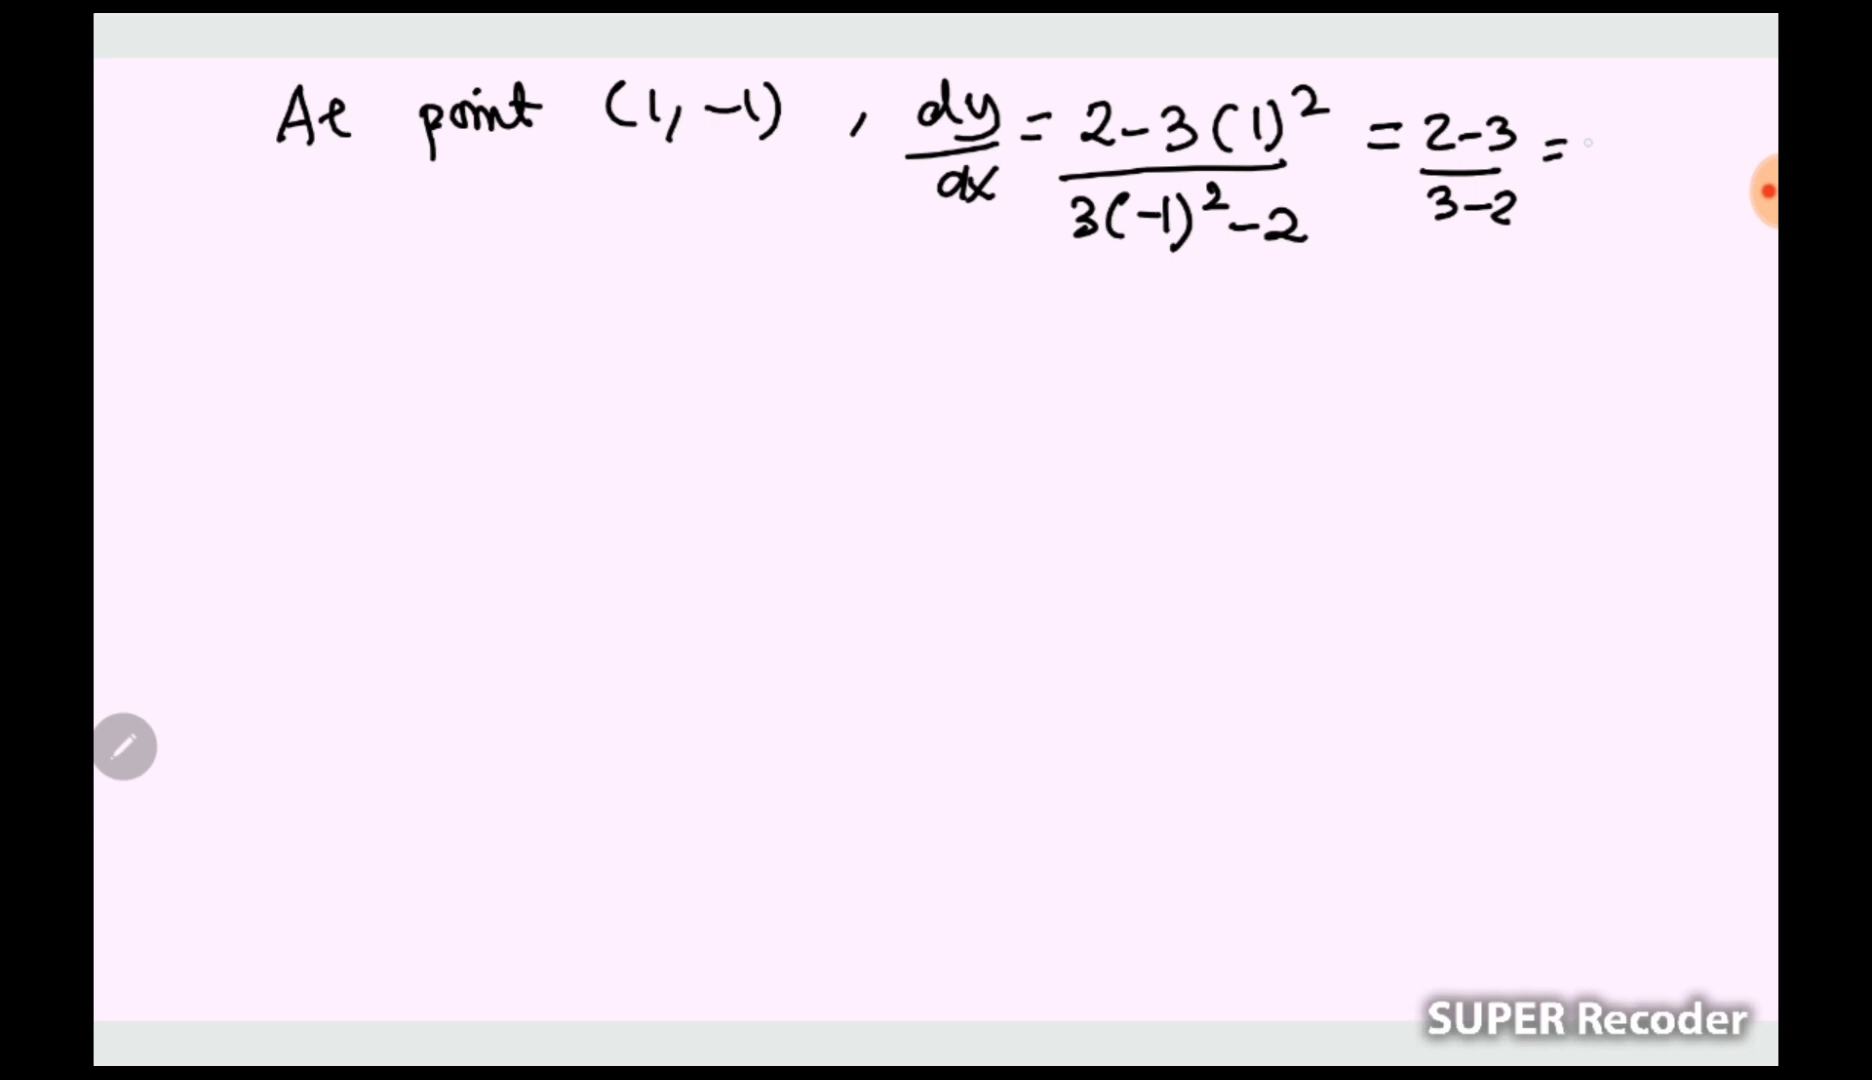 At point (1, -1), dy/dx = 2-3(1)²/3(-1)²-2 = 2-3/3-2 =
SUPER Recoder